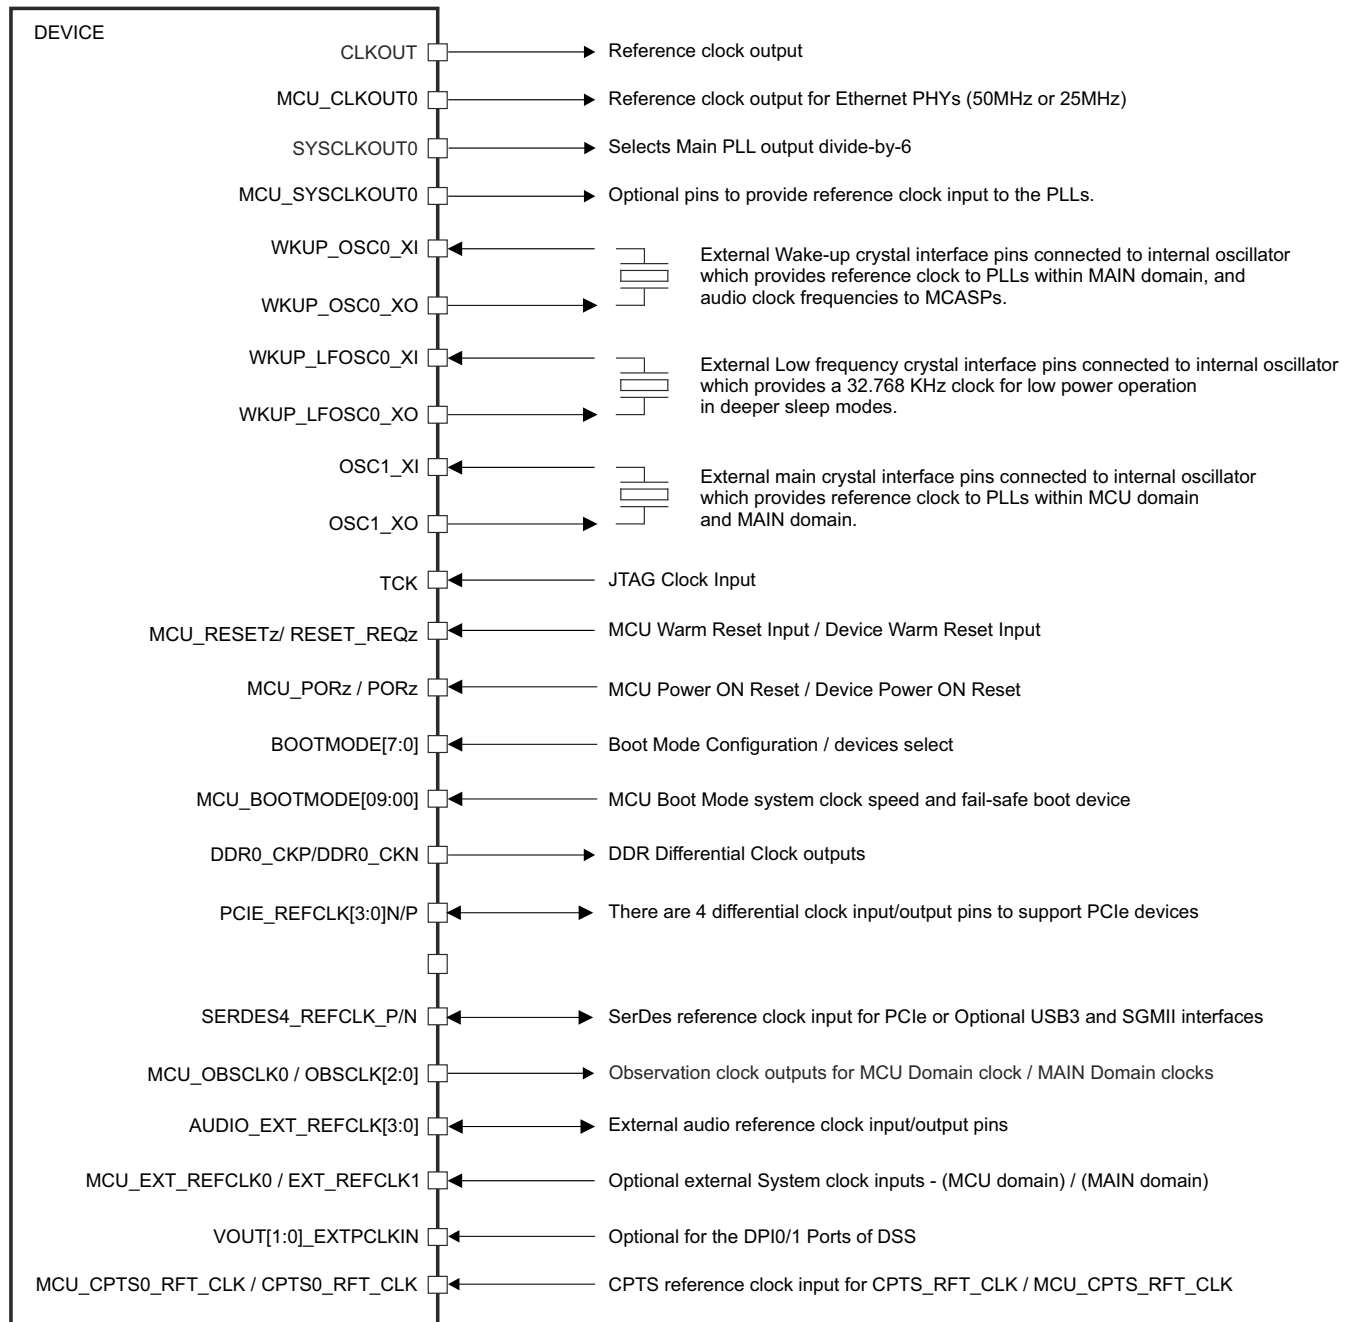 DEVICE
CLKOUT Reference clock output
MCU_CLKOUT0 Reference clock output for Ethernet PHYs (50MHz or 25MHz)
SYSCLKOUT0 Selects Main PLL output divide-by-6
MCU_SYSCLKOUT0 Optional pins to provide reference clock input to the PLLs.
WKUP_OSC0_XI
External Wake-up crystal interface pins connected to internal oscillator
which provides reference clock to PLLs within MAIN domain, and
audio clock frequencies to MCASPs.
WKUP_OSC0_XO
WKUP_LFOSC0_XI
External Low frequency crystal interface pins connected to internal oscillator
which provides a 32.768 KHz clock for low power operation
in deeper sleep modes.
WKUP_LFOSC0_XO
OSC1_XI
External main crystal interface pins connected to internal oscillator
which provides reference clock to PLLs within MCU domain
and MAIN domain.
OSC1_XO
TCK JTAG Clock Input
MCU_RESETz/ RESET_REQz MCU Warm Reset Input / Device Warm Reset Input
MCU_PORz / PORz MCU Power ON Reset / Device Power ON Reset
BOOTMODE[7:0] Boot Mode Configuration / devices select
MCU_BOOTMODE[09:00] MCU Boot Mode system clock speed and fail-safe boot device
DDR0_CKP/DDR0_CKN DDR Differential Clock outputs
PCIE_REFCLK[3:0]N/P There are 4 differential clock input/output pins to support PCIe devices
SERDES4_REFCLK_P/N SerDes reference clock input for PCIe or Optional USB3 and SGMII interfaces
MCU_OBSCLK0 / OBSCLK[2:0] Observation clock outputs for MCU Domain clock / MAIN Domain clocks
AUDIO_EXT_REFCLK[3:0] External audio reference clock input/output pins
MCU_EXT_REFCLK0 / EXT_REFCLK1 Optional external System clock inputs - (MCU domain) / (MAIN domain)
VOUT[1:0]_EXTPCLKIN Optional for the DPI0/1 Ports of DSS
MCU_CPTS0_RFT_CLK / CPTS0_RFT_CLK CPTS reference clock input for CPTS_RFT_CLK / MCU_CPTS_RFT_CLK